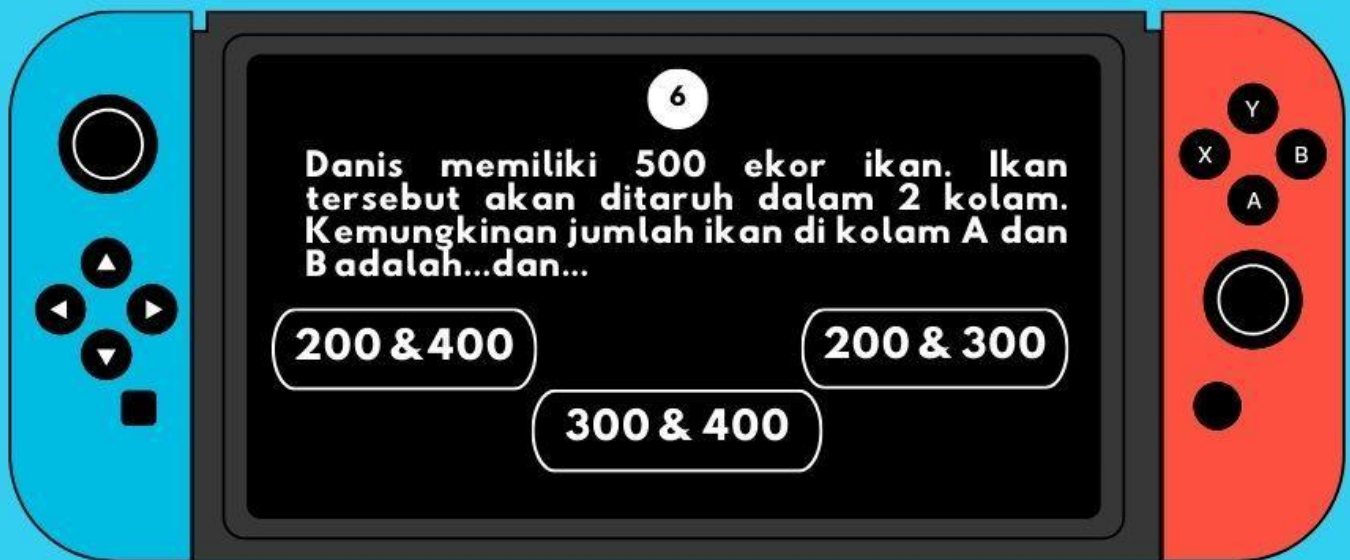 6
Danis memiliki 500 ekor ikan. Ikan
tersebut akan ditaruh dalam 2 kolam.
Kemungkinan jumlah ikan di kolam A dan
B adalah...dan...
200 & 400
200 & 300
300 & 400
Y
X
B
A